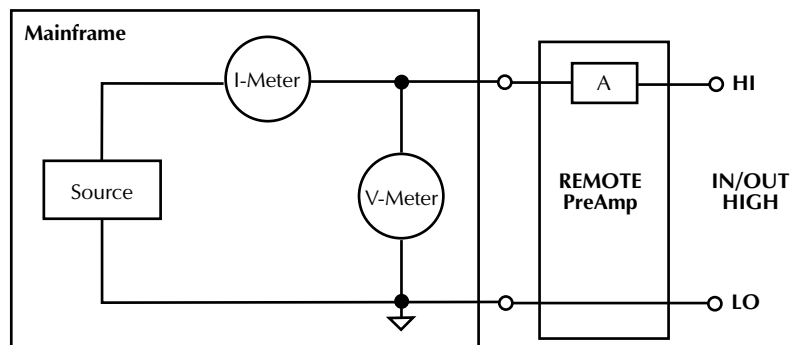 Mainframe
I-Meter
A
HI
Source
V-Meter
REMOTE
PreAmp
IN/OUT
HIGH
LO